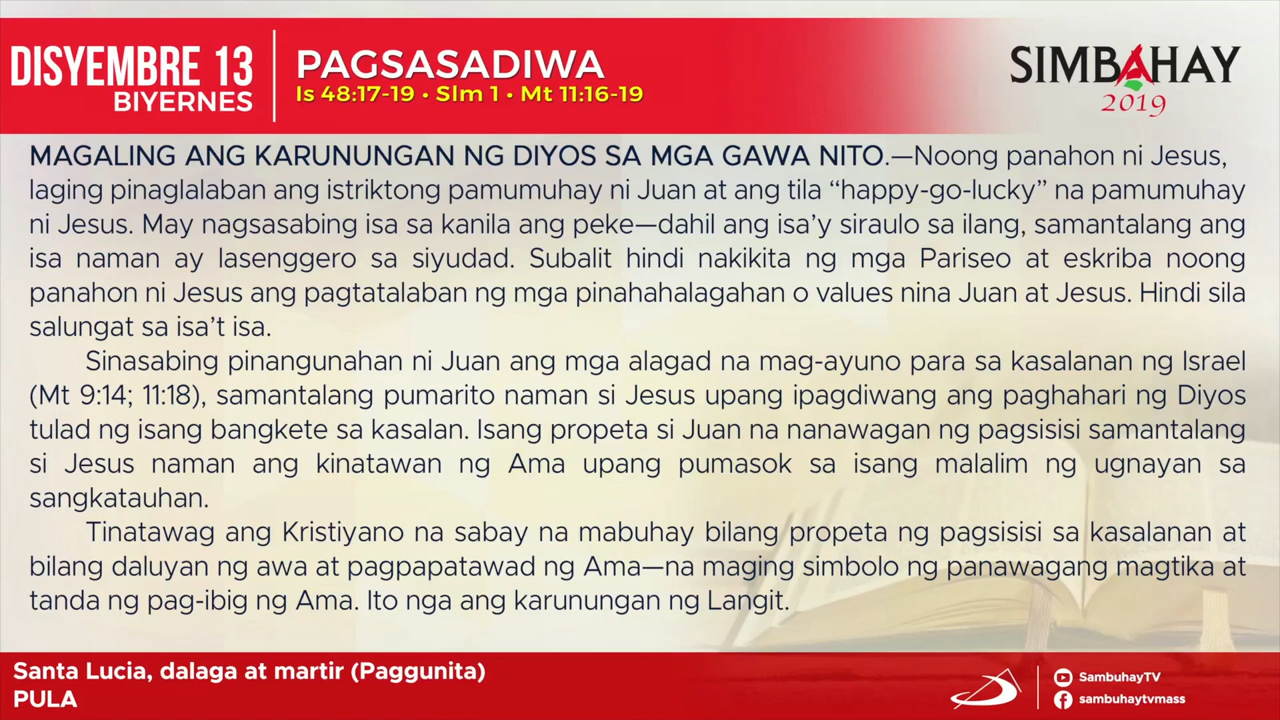 DISYEMBRE 13
BIYERNES
PAGSASADIWA
Is 48:17-19 • Slm 1 • Mt 11:16-19
SIMBAHAY
2019
MAGALING ANG KARUNUNGAN NG DIYOS SA MGA GAWA NITO.—Noong panahon ni Jesus,
laging pinaglalaban ang istriktong pamumuhay ni Juan at ang tila “happy-go-lucky” na pamumuhay
ni Jesus. May nagsasabing isa sa kanila ang peke—dahil ang isa’y siraulo sa ilang, samantalang ang
isa naman ay lasenggero sa siyudad. Subalit hindi nakikita ng mga Pariseo at eskriba noong
panahon ni Jesus ang pagtatalaban ng mga pinahahalagahan o values nina Juan at Jesus. Hindi sila
salungat sa isa’t isa.
Sinasabing pinangunahan ni Juan ang mga alagad na mag-ayuno para sa kasalanan ng Israel
(Mt 9:14; 11:18), samantalang pumarito naman si Jesus upang ipagdiwang ang paghahari ng Diyos
tulad ng isang bangkete sa kasalan. Isang propeta si Juan na nanawagan ng pagsisisi samantalang
si Jesus naman ang kinatawan ng Ama upang pumasok sa isang malalim ng ugnayan sa
sangkatauhan.
Tinatawag ang Kristiyano na sabay na mabuhay bilang propeta ng pagsisisi sa kasalanan at
bilang daluyan ng awa at pagpapatawad ng Ama—na maging simbolo ng panawagang magtika at
tanda ng pag-ibig ng Ama. Ito nga ang karunungan ng Langit.
Santa Lucia, dalaga at martir (Paggunita)
PULA
SambuhayTV
sambuhaytvmass